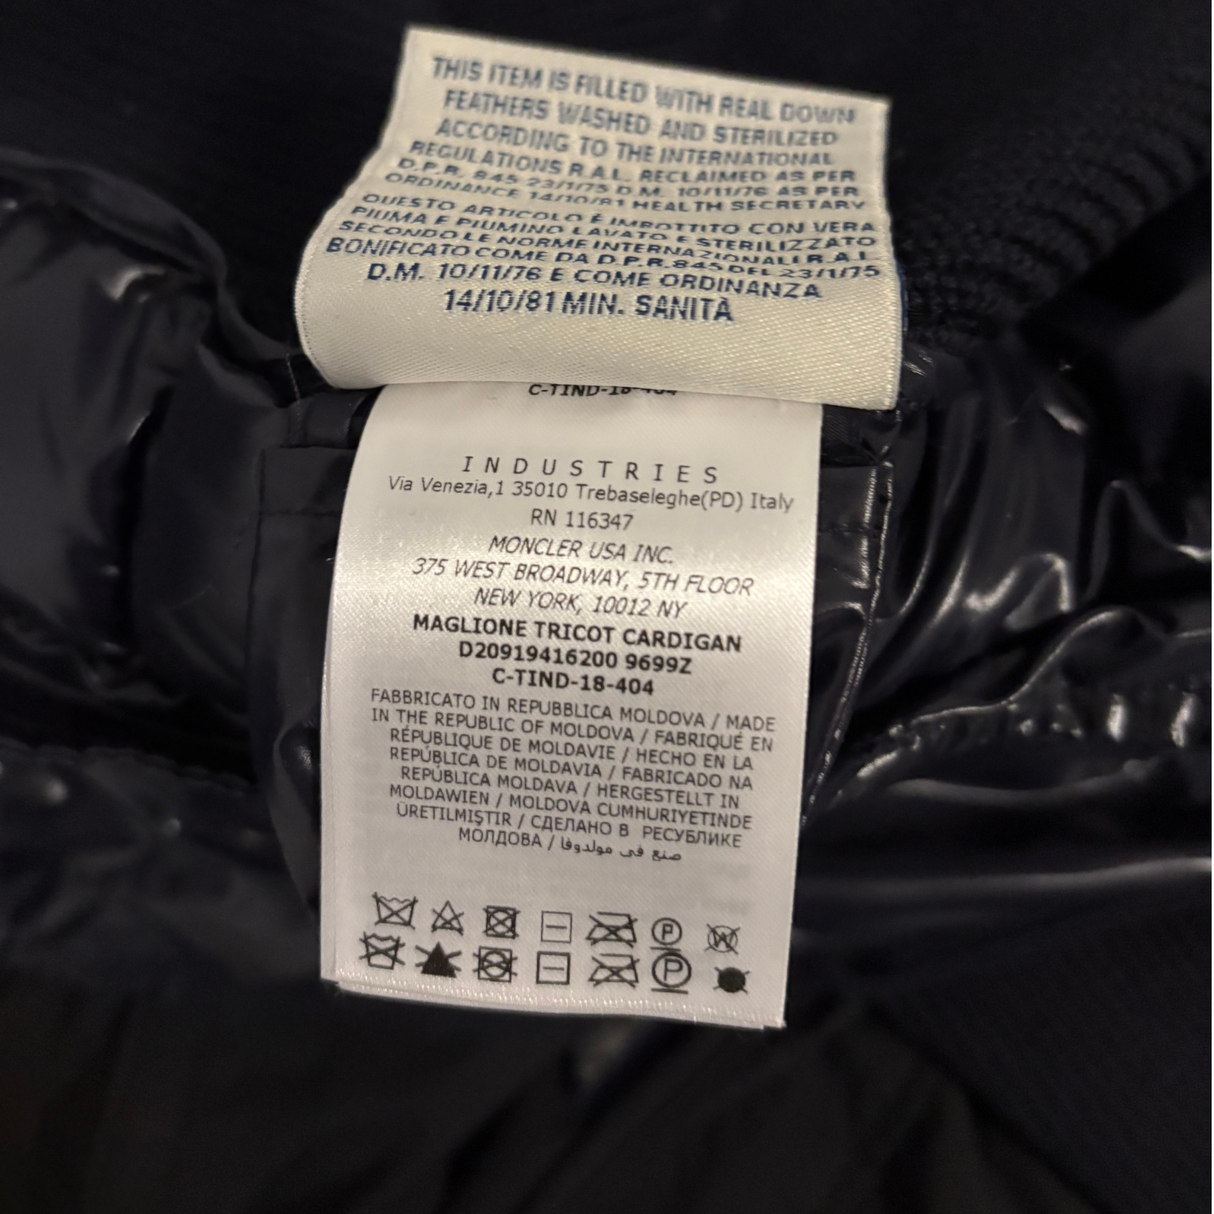 THIS ITEM IS FILLED WITH REAL DOWN
FEATHERS WASHED AND STERILIZED
ACCORDING TO THE INTERNATIONAL
REGULATIONS R.A.L. RECLAIMED AS PER
D.P.R. 845 23/1/75 D.M. 10/11/76 AS PER
ORDINANCE 14/10/81 HEALTH SECRETARY
QUESTO ARTICOLO È IMBOTTITO CON VERA
PIUMA E PIUMINO LAVATO E STERILIZZATO
SECONDO LE NORME INTERNAZIONALI R.A.L.
BONIFICATO COME DA D.P.R.845 DEL 23/1/75
D.M. 10/11/76 E COME ORDINANZA
14/10/81 MIN. SANITÀ
C-TIND-18-404
INDUSTRIES
Via Venezia,1 35010 Trebaseleghe(PD) Italy
RN 116347
MONCLER USA INC.
375 WEST BROADWAY, 5TH FLOOR
NEW YORK, 10012 NY
MAGLIONE TRICOT CARDIGAN
D20919416200 9699Z
C-TIND-18-404
FABBRICATO IN REPUBBLICA MOLDOVA / MADE
IN THE REPUBLIC OF MOLDOVA / FABRIQUÉ EN
RÉPUBLIQUE DE MOLDAVIE / HECHO EN LA
REPÚBLICA DE MOLDAVIA / FABRICADO NA
REPÚBLICA MOLDAVA / HERGESTELLT IN
MOLDAWIEN / MOLDOVA CUMHURIYETINDE
ÜRETILMIŞTIR / СДЕЛАНО В РЕСУБЛИКЕ
МОЛДОВА / صنع في مولدوفا
P W
P